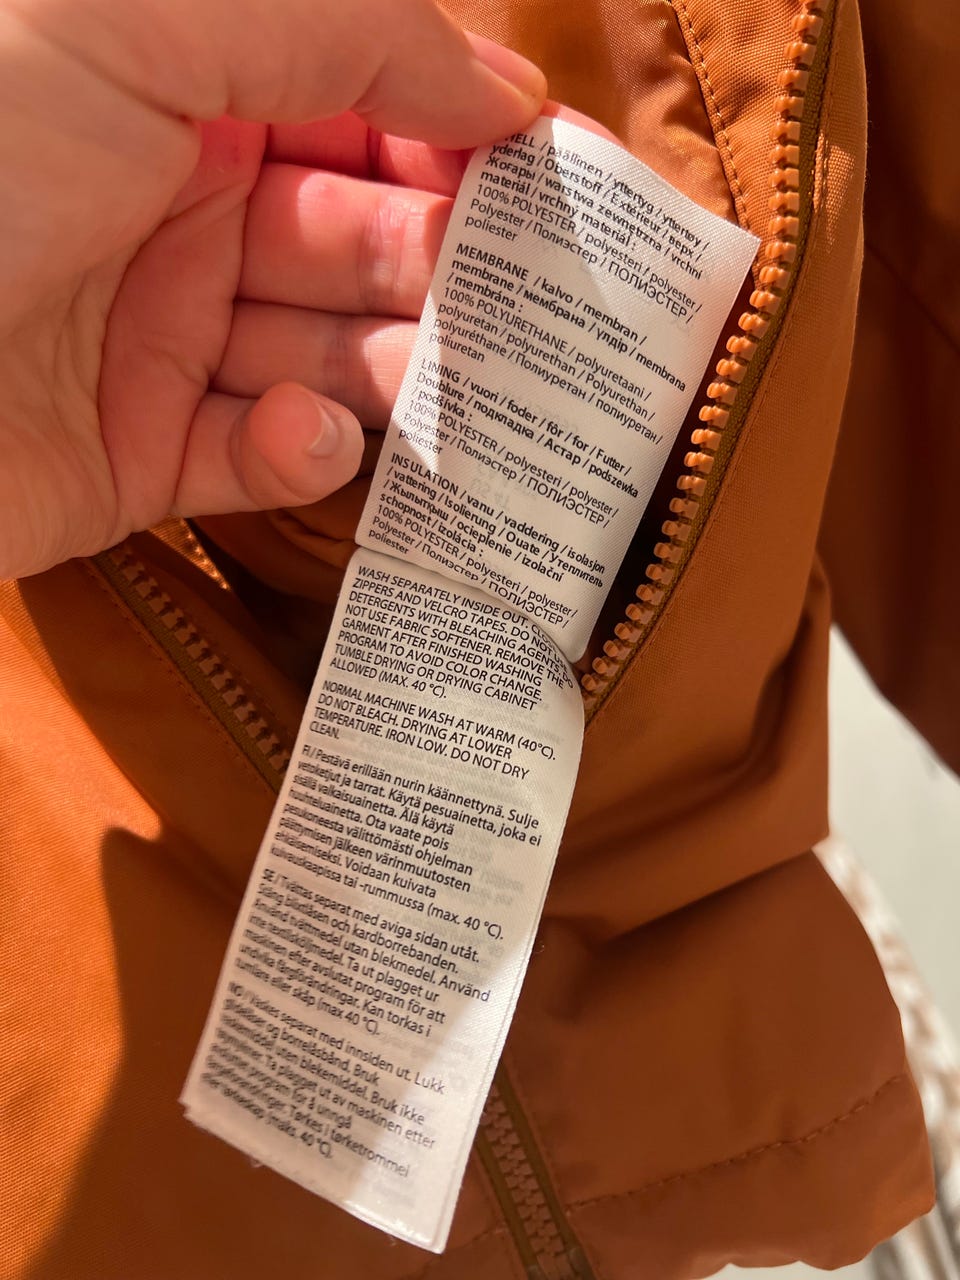 HELL / päällinen / yttertyg / yttertøy /
yderlag / Oberstoff / Exterieur / верх /
Жоғары / warstwa zewnętrzna / vrchní
materiál / vrchný materiál :
100% POLYESTER / polyesteri / polyester /
Polyester / Полиэстер / ПОЛИЭСТЕР /
poliester
MEMBRANE / kalvo / membran /
membrane / мембрана / үлдір / membrana
/ membrána :
100% POLYURETHANE / polyuretaani /
polyuretan / polyurethan / Polyurethan /
polyuréthane / Полиуретан / полиуретан /
poliuretan
LINING / vuori / foder / fôr / for / Futter /
Doublure / подкладка / Астар / podszewka
/ podšívka :
100% POLYESTER / polyesteri / polyester /
Polyester / Полиэстер / ПОЛИЭСТЕР /
poliester
INSULATION / vanu / vaddering / isolasjon
/ vattering / Isolierung / Ouate / утеплитель
/ Жылытқыш / ocieplenie / izolační
schopnost / izolácia :
100% POLYESTER / polyesteri / polyester /
Polyester / Полиэстер / ПОЛИЭСТЕР /
poliester
WASH SEPARATELY INSIDE OUT. CLOSE
ZIPPERS AND VELCRO TAPES. DO NOT USE
DETERGENTS WITH BLEACHING AGENTS. DO
NOT USE FABRIC SOFTENER. REMOVE THE
GARMENT AFTER FINISHED WASHING
PROGRAM TO AVOID COLOR CHANGE.
TUMBLE DRYING OR DRYING CABINET
ALLOWED (MAX. 40 °C).
NORMAL MACHINE WASH AT WARM (40°C).
DO NOT BLEACH. DRYING AT LOWER
TEMPERATURE. IRON LOW. DO NOT DRY
CLEAN.
FI / Pestävä erillään nurin käännettynä. Sulje
vetoketjut ja tarrat. Käytä pesuainetta, joka ei
sisällä valkaisuainetta. Älä käytä
huuhteluainetta. Ota vaate pois
pesukoneesta välittömästi ohjelman
päättymisen jälkeen värinmuutosten
ehkäisemiseksi. Voidaan kuivata
kuivauskaapissa tai -rummussa (max. 40 °C).
SE / Tvättas separat med aviga sidan utåt.
Stäng blixtlåsen och kardborrebanden.
Använd tvättmedel utan blekmedel. Använd
inte textilsköljmedel. Ta ut plagget ur
maskinen efter avslutat program för att
undvika färgförändringar. Kan torkas i
tumlare eller skåp (max 40 °C).
NO / Vaskes separat med innsiden ut. Lukk
glidelåser og borrelåsbånd. Bruk
vaskemiddel uten blekemiddel. Bruk ikke
tøymykner. Ta plagget ut av maskinen etter
avsluttet program for å unngå
fargeforandringer. Tørkes i tørketrommel
eller tørkeskap (maks. 40 °C).